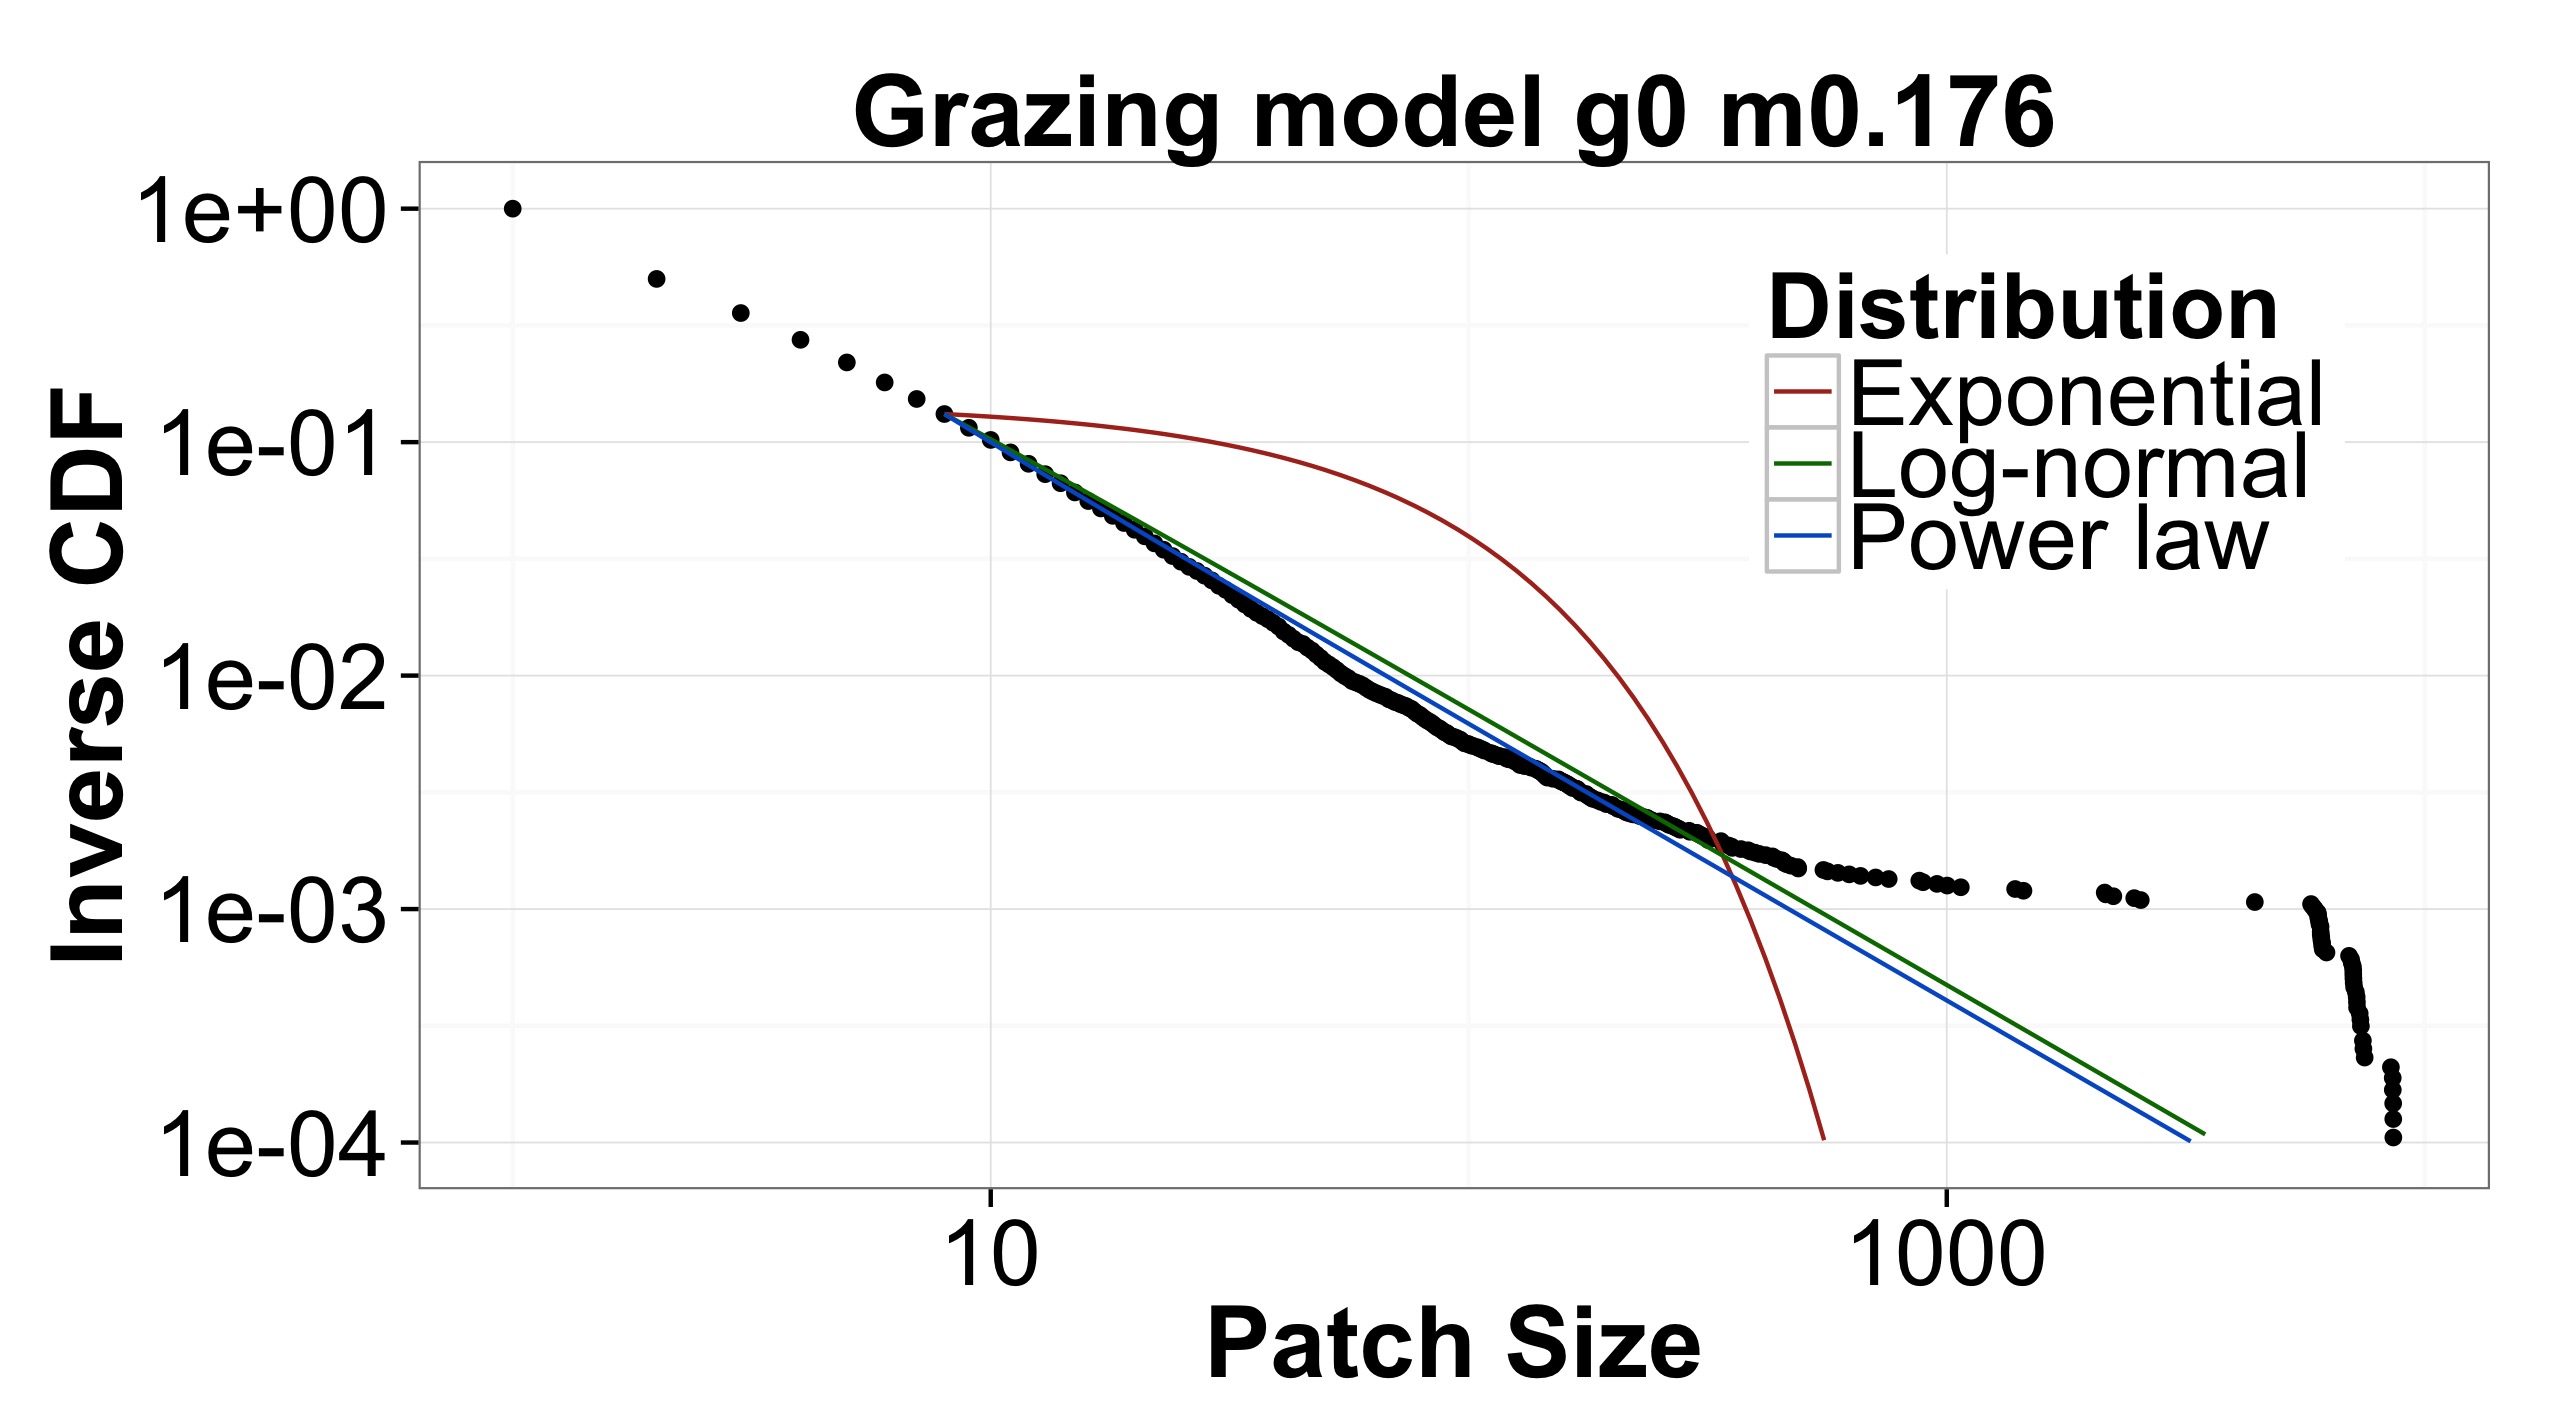 Grazing model g0 m0.176
1e+00
1e-01
1e-02
1e-03
1e-04
Inverse CDF
Distribution
Exponential
Log-normal
Power law
10
1000
Patch Size